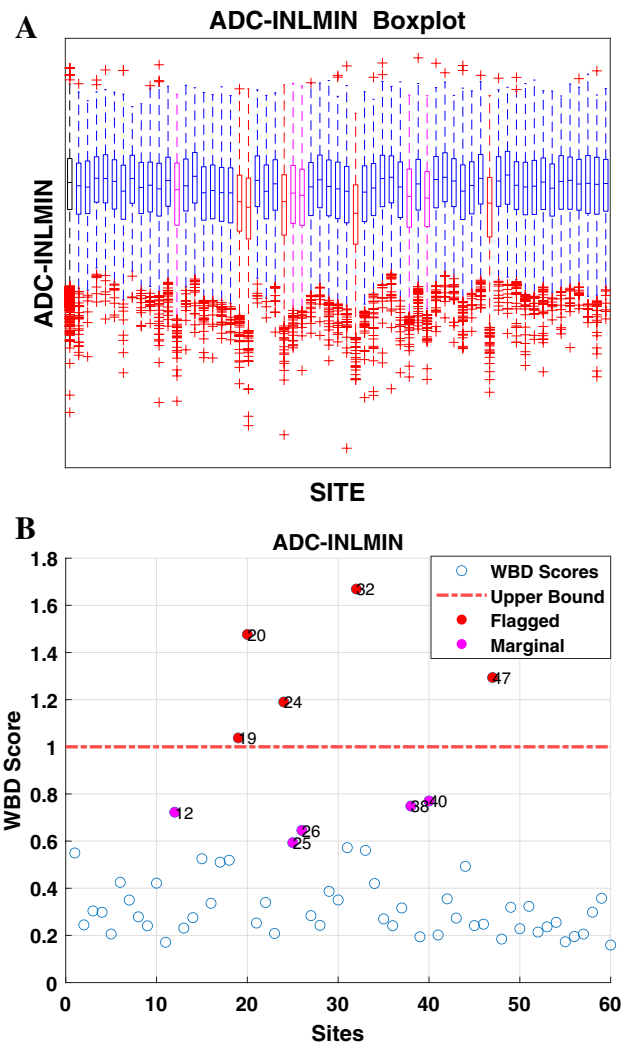 A
ADC-INLMIN Boxplot
ADC-INLMIN
SITE
B
ADC-INLMIN
WBD Score
1.8
1.6
1.4
1.2
1
0.8
0.6
0.4
0.2
0
WBD Scores
Upper Bound
Flagged
Marginal
32
20
47
24
19
12
38
40
26
25
0
10
20
30
40
50
60
Sites